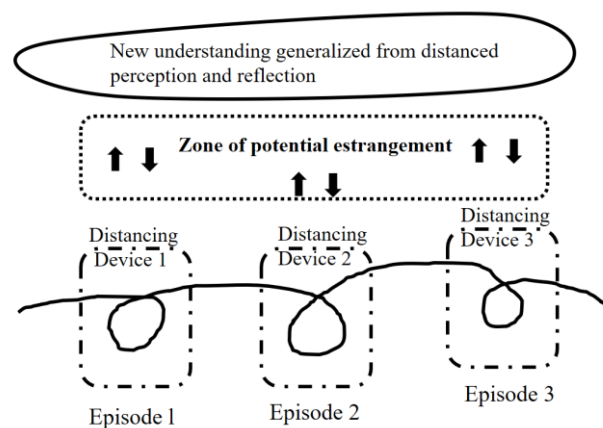 New understanding generalized from distanced
perception and reflection
Zone of potential estrangement
Distancing
Device 1
Distancing
Device 2
Distancing
Device 3
Episode 1
Episode 2
Episode 3